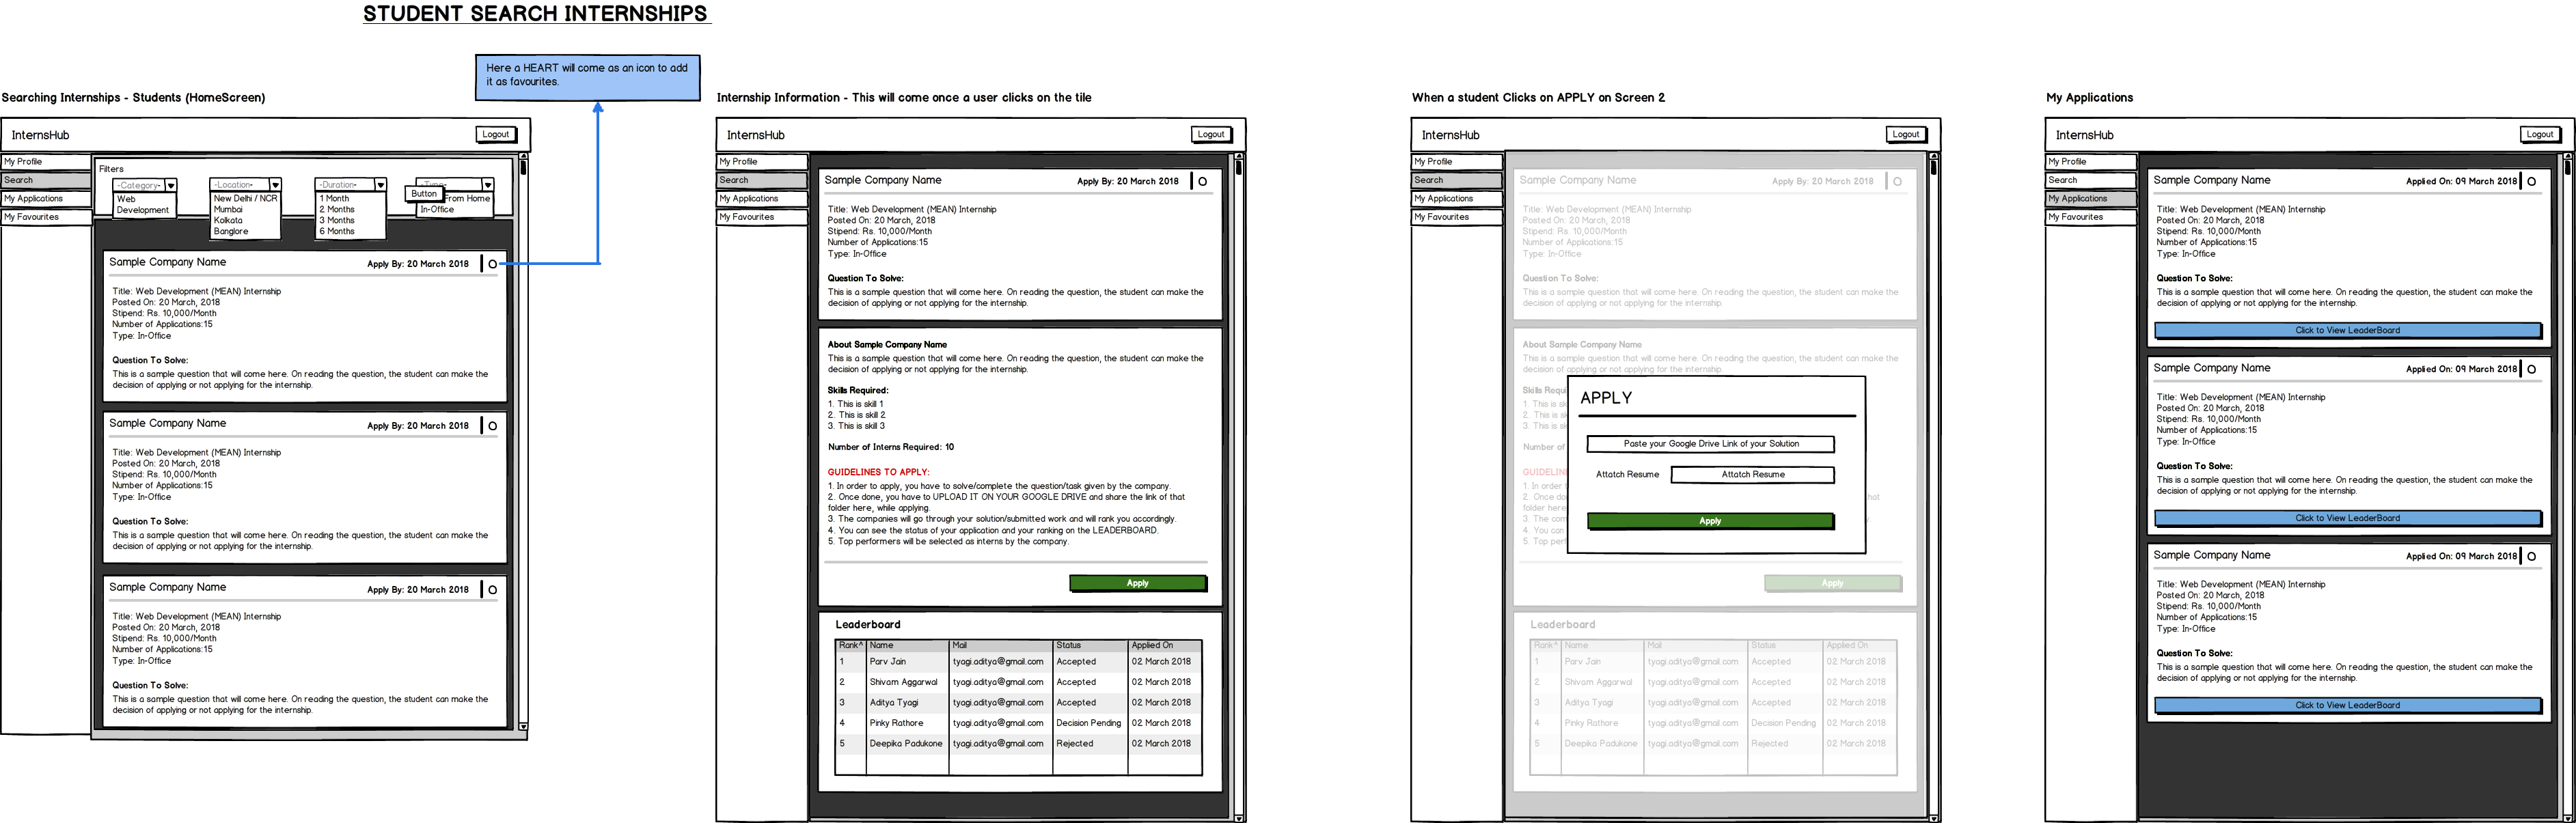 STUDENT SEARCH INTERNSHIPS
Here a HEART will come as an icon to add
it as favourites.
Searching Internships - Students (HomeScreen)
InternsHub
Logout
My Profile
Search
My Applications
My Favourites
Filters
-Category-
Web
Development
-Location-
New Delhi / NCR
Mumbai
Kolkata
Banglore
-Duration-
1 Month
2 Months
3 Months
6 Months
-Type-
Button
From Home
In-Office
Sample Company Name
Apply By: 20 March 2018
O
Title: Web Development (MEAN) Internship
Posted On: 20 March, 2018
Stipend: Rs. 10,000/Month
Number of Applications:15
Type: In-Office
Question To Solve:
This is a sample question that will come here. On reading the question, the student can make the
decision of applying or not applying for the internship.
Sample Company Name
Apply By: 20 March 2018
O
Title: Web Development (MEAN) Internship
Posted On: 20 March, 2018
Stipend: Rs. 10,000/Month
Number of Applications:15
Type: In-Office
Question To Solve:
This is a sample question that will come here. On reading the question, the student can make the
decision of applying or not applying for the internship.
Sample Company Name
Apply By: 20 March 2018
O
Title: Web Development (MEAN) Internship
Posted On: 20 March, 2018
Stipend: Rs. 10,000/Month
Number of Applications:15
Type: In-Office
Question To Solve:
This is a sample question that will come here. On reading the question, the student can make the
decision of applying or not applying for the internship.
Internship Information - This will come once a user clicks on the tile
InternsHub
Logout
My Profile
Search
My Applications
My Favourites
Sample Company Name
Apply By: 20 March 2018
O
Title: Web Development (MEAN) Internship
Posted On: 20 March, 2018
Stipend: Rs. 10,000/Month
Number of Applications:15
Type: In-Office
Question To Solve:
This is a sample question that will come here. On reading the question, the student can make the
decision of applying or not applying for the internship.
About Sample Company Name
This is a sample question that will come here. On reading the question, the student can make the
decision of applying or not applying for the internship.
Skills Required:
1. This is skill 1
2. This is skill 2
3. This is skill 3
Number of Interns Required: 10
GUIDELINES TO APPLY:
1. In order to apply, you have to solve/complete the question/task given by the company.
2. Once done, you have to UPLOAD IT ON YOUR GOOGLE DRIVE and share the link of that
folder here, while applying.
3. The companies will go through your solution/submitted work and will rank you accordingly.
4. You can see the status of your application and your ranking on the LEADERBOARD.
5. Top performers will be selected as interns by the company.
Apply
Leaderboard
Rank^ Name Mail Status Applied On
1 Parv Jain tyagi.aditya@gmail.com Accepted 02 March 2018
2 Shivam Aggarwal tyagi.aditya@gmail.com Accepted 02 March 2018
3 Aditya Tyagi tyagi.aditya@gmail.com Accepted 02 March 2018
4 Pinky Rathore tyagi.aditya@gmail.com Decision Pending 02 March 2018
5 Deepika Padukone tyagi.aditya@gmail.com Rejected 02 March 2018
When a student Clicks on APPLY on Screen 2
InternsHub
Logout
My Profile
Search
My Applications
My Favourites
Sample Company Name
Apply By: 20 March 2018
O
Title: Web Development (MEAN) Internship
Posted On: 20 March, 2018
Stipend: Rs. 10,000/Month
Number of Applications:15
Type: In-Office
Question To Solve:
This is a sample question that will come here. On reading the question, the student can make the
decision of applying or not applying for the internship.
About Sample Company Name
This is a sample question that will come here. On reading the question, the student can make the
decision of applying or not applying for the internship.
Skills Requi
1. This is sk
2. This is sk
3. This is sk
Number of
GUIDELIN
1. In order t
2. Once do hat
folder here
3. The com
4. You can
5. Top perf
APPLY
Paste your Google Drive Link of your Solution
Attatch Resume
Attatch Resume
Apply
Apply
Leaderboard
Rank^ Name Mail Status Applied On
1 Parv Jain tyagi.aditya@gmail.com Accepted 02 March 2018
2 Shivam Aggarwal tyagi.aditya@gmail.com Accepted 02 March 2018
3 Aditya Tyagi tyagi.aditya@gmail.com Accepted 02 March 2018
4 Pinky Rathore tyagi.aditya@gmail.com Decision Pending 02 March 2018
5 Deepika Padukone tyagi.aditya@gmail.com Rejected 02 March 2018
My Applications
InternsHub
Logout
My Profile
Search
My Applications
My Favourites
Sample Company Name
Applied On: 09 March 2018
O
Title: Web Development (MEAN) Internship
Posted On: 20 March, 2018
Stipend: Rs. 10,000/Month
Number of Applications:15
Type: In-Office
Question To Solve:
This is a sample question that will come here. On reading the question, the student can make the
decision of applying or not applying for the internship.
Click to View LeaderBoard
Sample Company Name
Applied On: 09 March 2018
O
Title: Web Development (MEAN) Internship
Posted On: 20 March, 2018
Stipend: Rs. 10,000/Month
Number of Applications:15
Type: In-Office
Question To Solve:
This is a sample question that will come here. On reading the question, the student can make the
decision of applying or not applying for the internship.
Click to View LeaderBoard
Sample Company Name
Applied On: 09 March 2018
O
Title: Web Development (MEAN) Internship
Posted On: 20 March, 2018
Stipend: Rs. 10,000/Month
Number of Applications:15
Type: In-Office
Question To Solve:
This is a sample question that will come here. On reading the question, the student can make the
decision of applying or not applying for the internship.
Click to View LeaderBoard